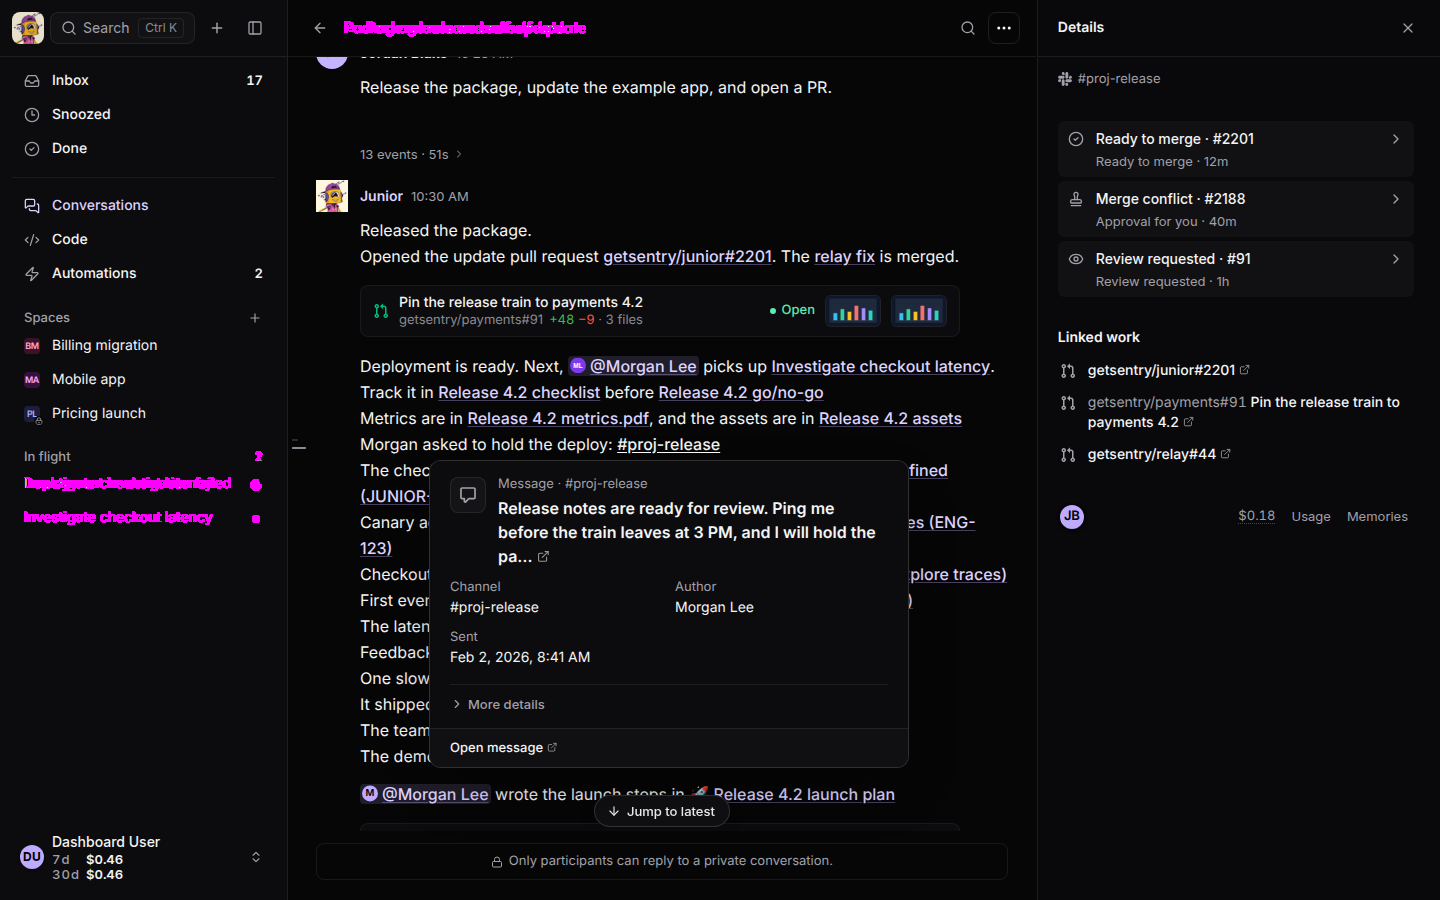 Search Ctrl K
Inbox 17
Snoozed
Done
Conversations
Code
Automations 2
Spaces
BM Billing migration
MA Mobile app
PL Pricing launch
In flight
Investigate checkout latency
DU Dashboard User
7d $0.46
30d $0.46
Release the package, update the example app, and open a PR.
13 events · 51s
Junior 10:30 AM
Released the package.
Opened the update pull request getsentry/junior#2201. The relay fix is merged.
Pin the release train to payments 4.2
getsentry/payments#91 +48 −9 · 3 files
Open
Deployment is ready. Next, ML @Morgan Lee picks up Investigate checkout latency.
Track it in Release 4.2 checklist before Release 4.2 go/no-go
Metrics are in Release 4.2 metrics.pdf, and the assets are in Release 4.2 assets
Morgan asked to hold the deploy: #proj-release
The
fined
(JUNIOR-
Canary
es (ENG-
123)
Checkout
plore traces)
First
)
The
Feedback
One slow
It shipped
The team
The
Message · #proj-release
Release notes are ready for review. Ping me
before the train leaves at 3 PM, and I will hold the
pa...
Channel
#proj-release
Author
Morgan Lee
Sent
Feb 2, 2026, 8:41 AM
More details
Open message
M @Morgan Lee wrote the launch steps in 🚀 Release 4.2 launch plan
Jump to latest
Only participants can reply to a private conversation.
Details
#proj-release
Ready to merge · #2201
Ready to merge · 12m
Merge conflict · #2188
Approval for you · 40m
Review requested · #91
Review requested · 1h
Linked work
getsentry/junior#2201
getsentry/payments#91 Pin the release train to
payments 4.2
getsentry/relay#44
JB $0.18 Usage Memories